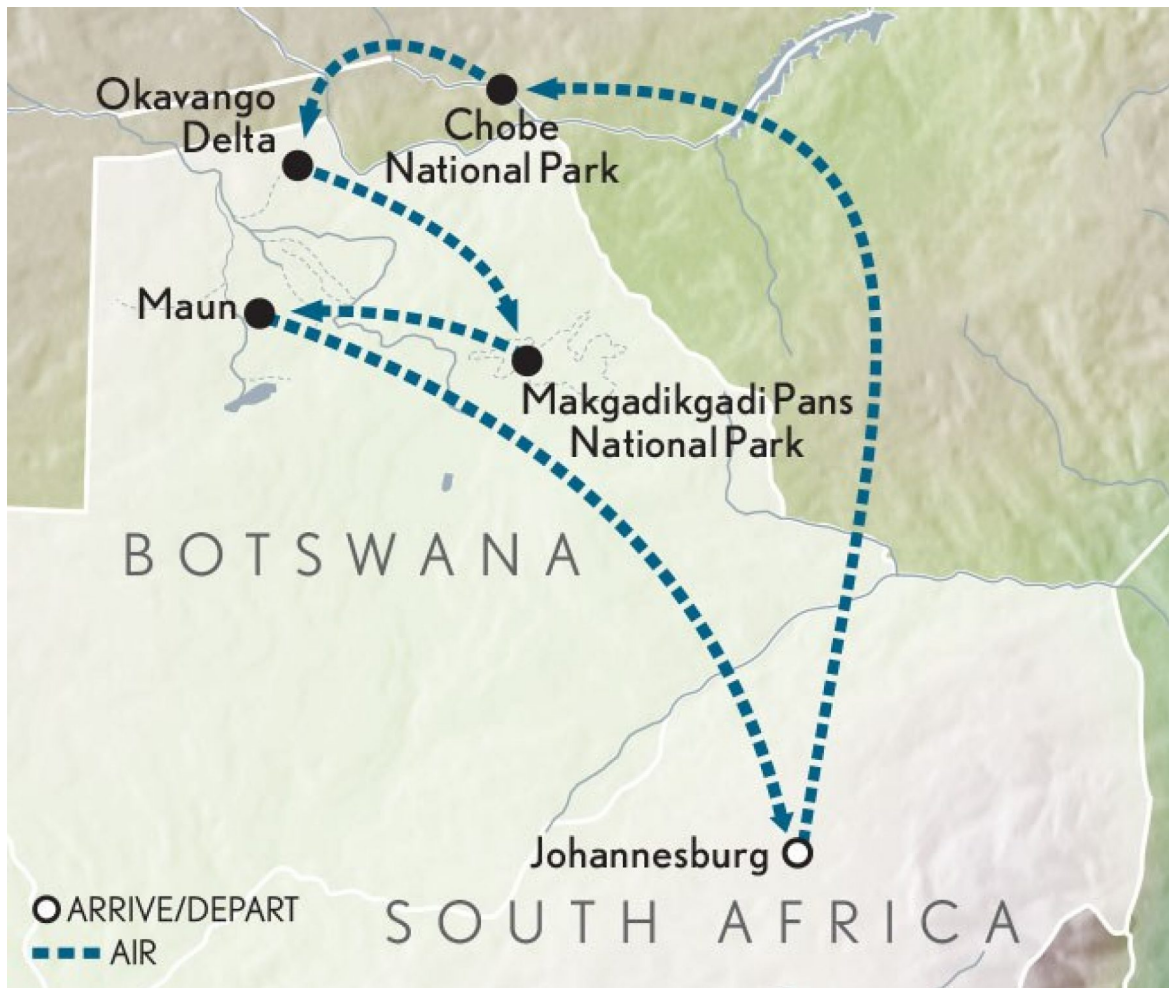 Okavango
Delta
Chobe
National Park
Maun
Makgadikgadi Pans
National Park
BOTSWANA
Johannesburg
SOUTH AFRICA
ARRIVE/DEPART
AIR